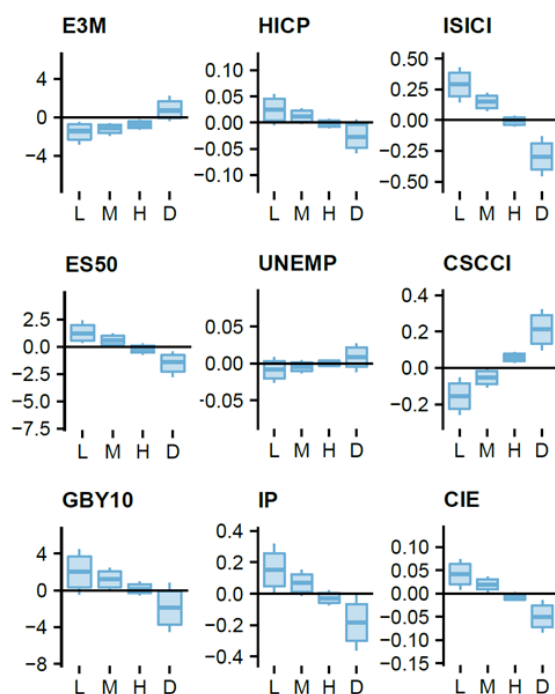 E3M HICP ISICI
4 0.10 0.50
0.05 0.25
0 0.00 0.00
−0.05 −0.25
−4 −0.10 −0.50
L M H D L M H D L M H D
ES50 UNEMP CSCCI
2.5 0.05 0.4
0.0 0.00 0.2
−2.5 0.0
−5.0 −0.05 −0.2
−7.5
L M H D L M H D L M H D
GBY10 IP CIE
4 0.4 0.10
0.2 0.05
0 0.0 0.00
−4 −0.2 −0.05
−0.10
−8 −0.4 −0.15
L M H D L M H D L M H D